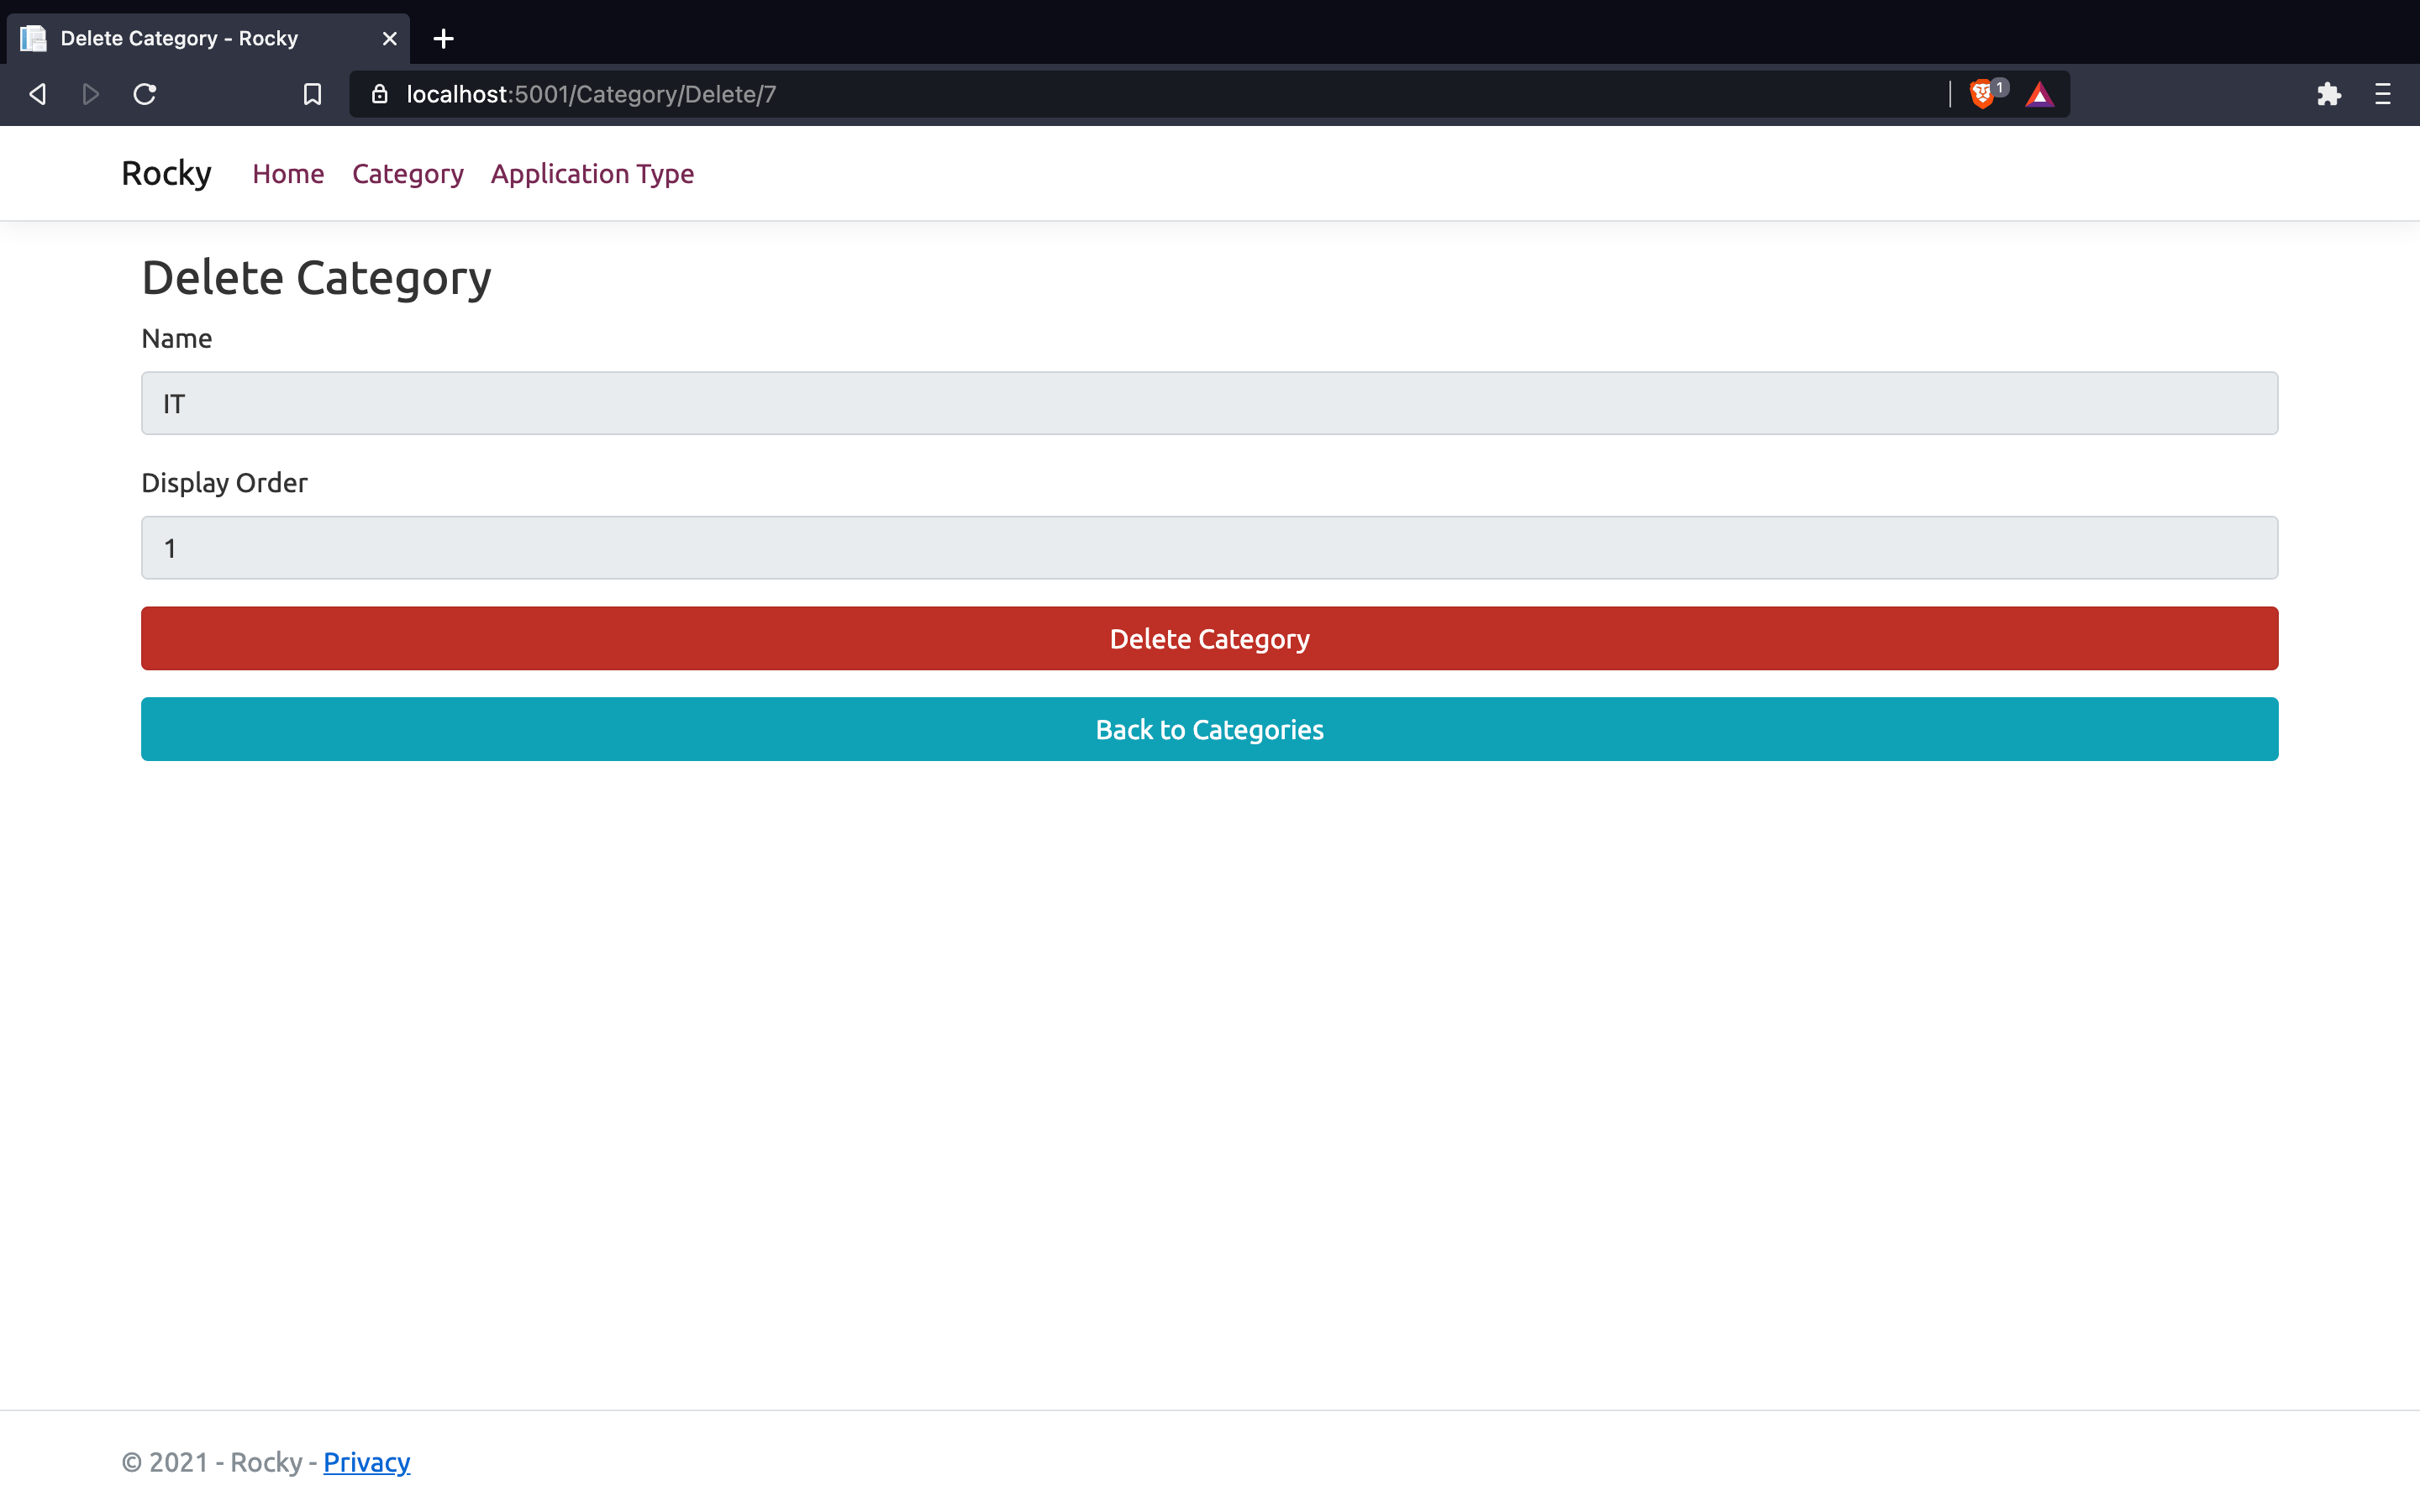 Delete Category - Rocky
localhost:5001/Category/Delete/7
1
Rocky Home Category Application Type
Delete Category
Name
IT
Display Order
1
Delete Category
Back to Categories
© 2021 - Rocky - Privacy